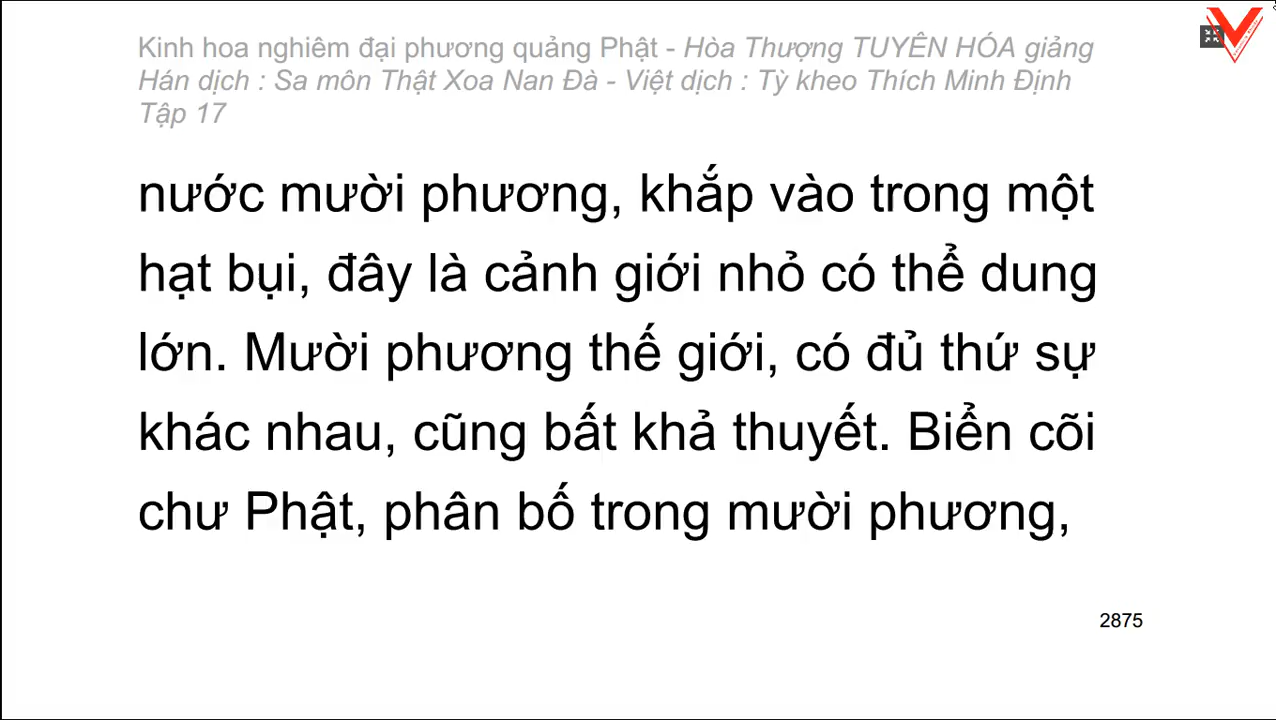 Kinh hoa nghiêm đại phương quảng Phật - Hòa Thượng TUYÊN HÓA giảng
Hán dịch : Sa môn Thật Xoa Nan Đà - Việt dịch : Tỳ kheo Thích Minh Định
Tập 17
nước mười phương, khắp vào trong một
hạt bụi, đây là cảnh giới nhỏ có thể dung
lớn. Mười phương thế giới, có đủ thứ sự
khác nhau, cũng bất khả thuyết. Biển cõi
chư Phật, phân bố trong mười phương,
2875